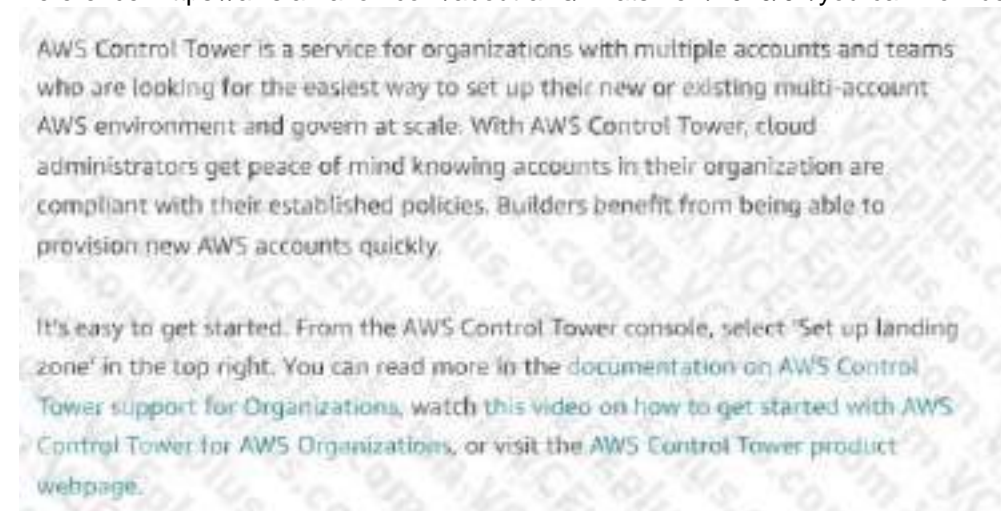 AWS Control Tower is a service for organizations with multiple accounts and teams
who are looking for the easiest way to set up their new or existing multi-account
AWS environment and govern at scale. With AWS Control Tower, cloud
administrators get peace of mind knowing accounts in their organization are
compliant with their established policies. Builders benefit from being able to
provision new AWS accounts quickly.
It's easy to get started. From the AWS Control Tower console, select 'Set up landing
zone' in the top right. You can read more in the documentation on AWS Control
Tower support for Organizations, watch this video on how to get started with AWS
Control Tower for AWS Organizations, or visit the AWS Control Tower product
webpage.